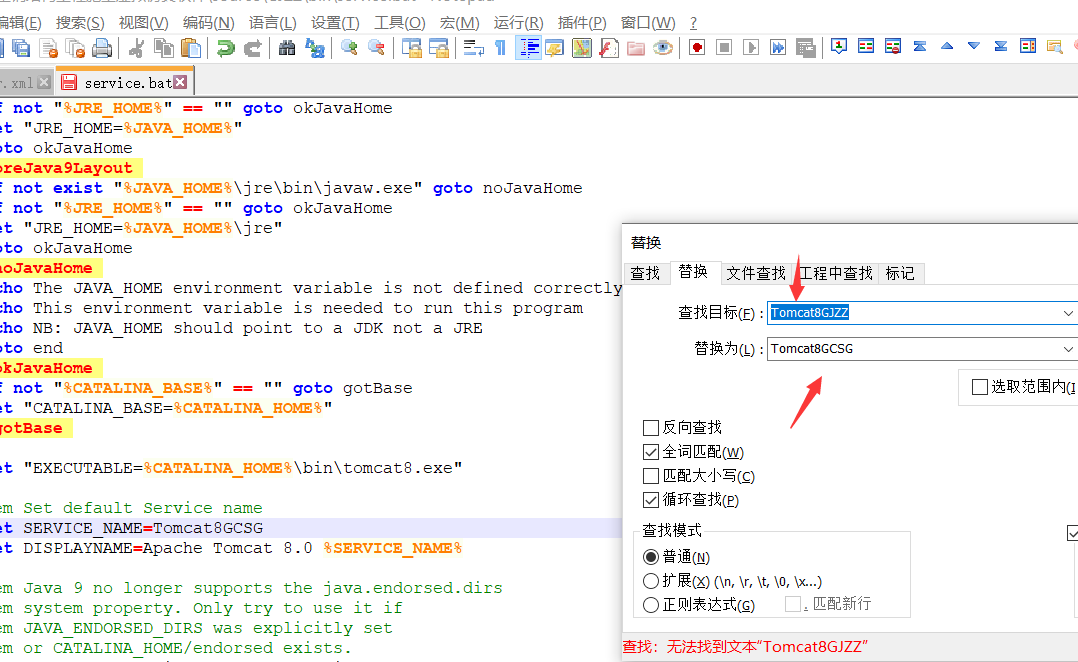 编辑(E) 搜索(S) 视图(V) 编码(N) 语言(L) 设置(T) 工具(O) 宏(M) 运行(R) 插件(P) 窗口(W) ?
r.xml service.bat
f not "%JRE_HOME%" == "" goto okJavaHome
et "JRE_HOME=%JAVA_HOME%"
oto okJavaHome
oreJava9Layout
f not exist "%JAVA_HOME%\jre\bin\javaw.exe" goto noJavaHome
f not "%JRE_HOME%" == "" goto okJavaHome
et "JRE_HOME=%JAVA_HOME%\jre"
oto okJavaHome
noJavaHome
cho The JAVA_HOME environment variable is not defined correctly
cho This environment variable is needed to run this program
cho NB: JAVA_HOME should point to a JDK not a JRE
oto end
okJavaHome
f not "%CATALINA_BASE%" == "" goto gotBase
et "CATALINA_BASE=%CATALINA_HOME%"
gotBase
et "EXECUTABLE=%CATALINA_HOME%\bin\tomcat8.exe"
em Set default Service name
et SERVICE_NAME=Tomcat8GCSG
et DISPLAYNAME=Apache Tomcat 8.0 %SERVICE_NAME%
em Java 9 no longer supports the java.endorsed.dirs
em system property. Only try to use it if
em JAVA_ENDORSED_DIRS was explicitly set
em or CATALINA_HOME/endorsed exists.
替换
查找 替换 文件查找 工程中查找 标记
查找目标(F) : Tomcat8GJZZ
替换为(L) : Tomcat8GCSG
选取范围内(I
反向查找
全词匹配(W)
匹配大小写(C)
循环查找(P)
查找模式
普通(N)
扩展(X) (\n, \r, \t, \0, \x...)
正则表达式(G) . 匹配新行
查找: 无法找到文本“Tomcat8GJZZ”